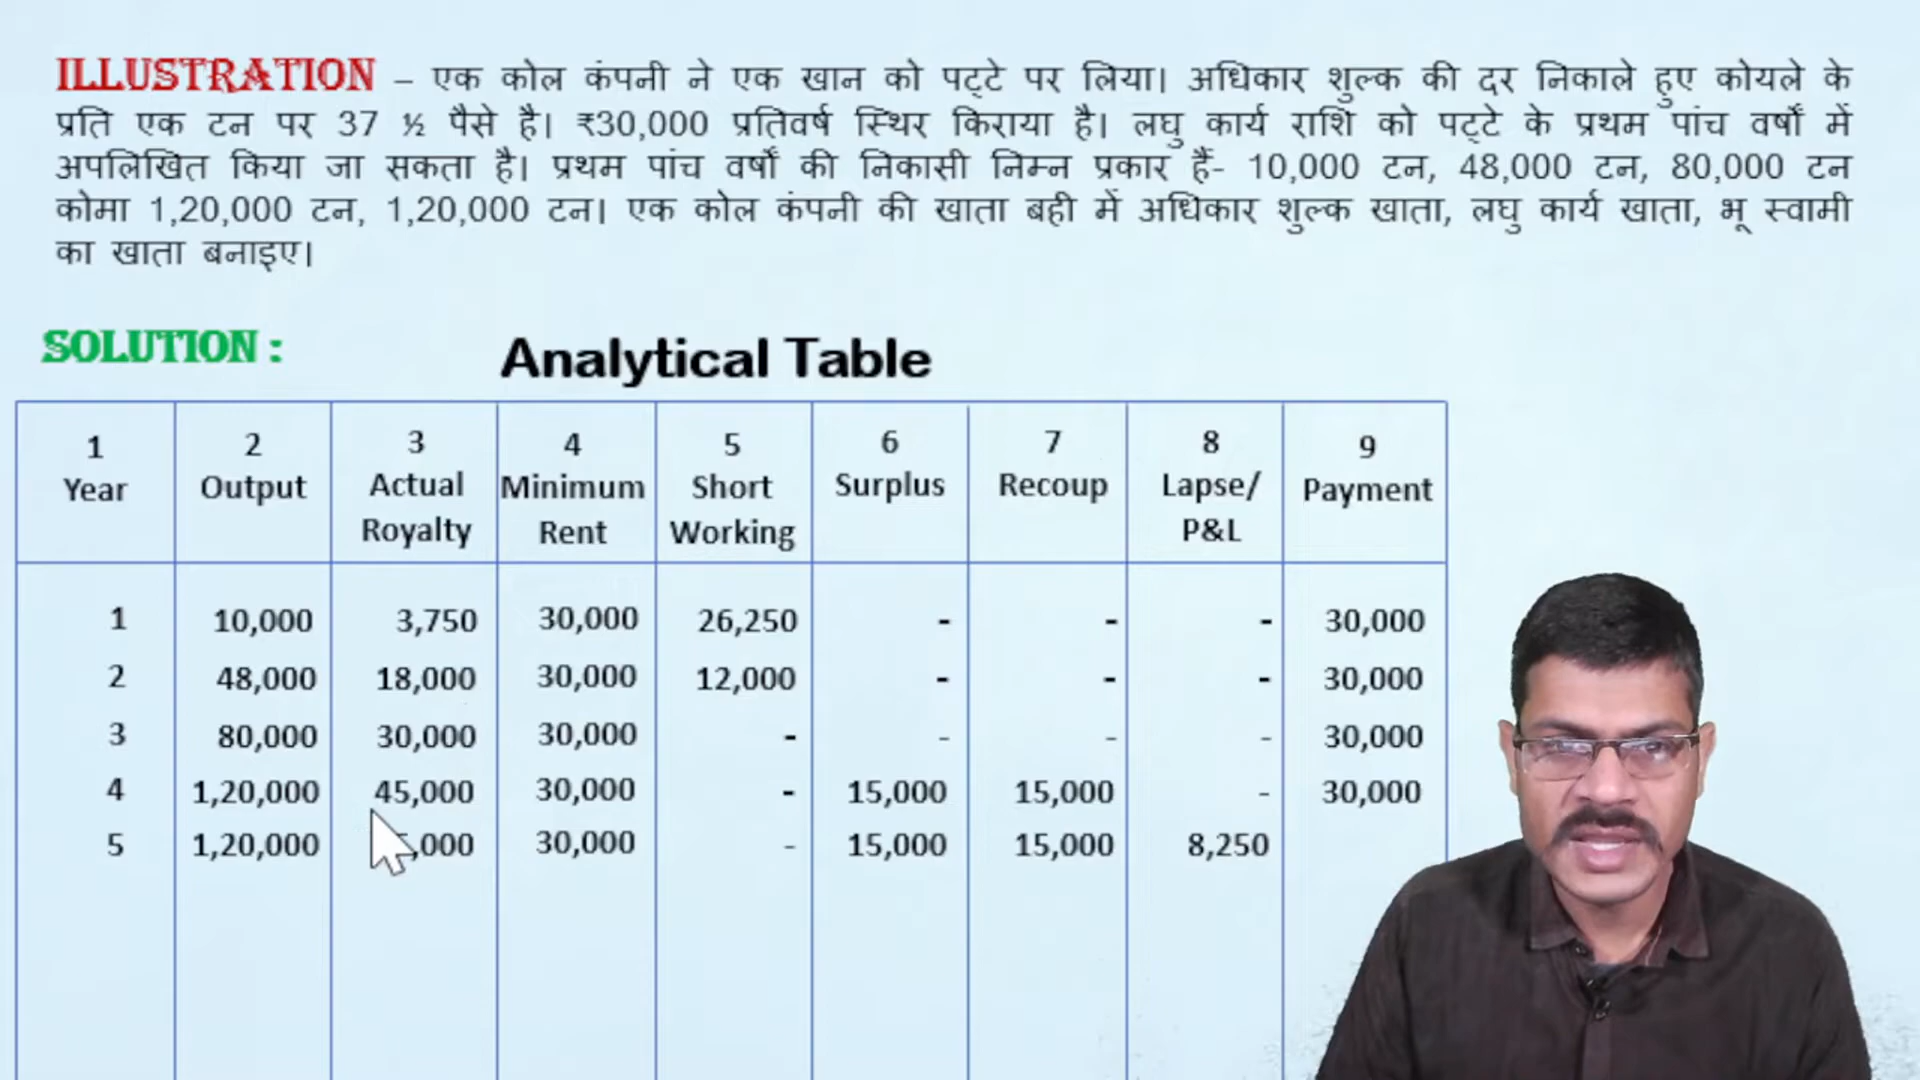 ILLUSTRATION – एक कोल कंपनी ने एक खान को पट्टे पर लिया। अधिकार शुल्क की दर निकाले हुए कोयले के
प्रति एक टन पर 37 ½ पैसे है। ₹30,000 प्रतिवर्ष स्थिर किराया है। लघु कार्य राशि को पट्टे के प्रथम पांच वर्षों में
अपलिखित किया जा सकता है। प्रथम पांच वर्षों की निकासी निम्न प्रकार हैं- 10,000 टन, 48,000 टन, 80,000 टन
कोमा 1,20,000 टन, 1,20,000 टन। एक कोल कंपनी की खाता बही में अधिकार शुल्क खाता, लघु कार्य खाता, भू स्वामी
का खाता बनाइए।
SOLUTION :
Analytical Table
1 2 3 4 5 6 7 8 9
Year Output Actual Minimum Short Surplus Recoup Lapse/ Payment
Royalty Rent Working P&L
1 10,000 3,750 30,000 26,250 - - - 30,000
2 48,000 18,000 30,000 12,000 - - - 30,000
3 80,000 30,000 30,000 - - - - 30,000
4 1,20,000 45,000 30,000 - 15,000 15,000 - 30,000
5 1,20,000 30,000 - 15,000 15,000 8,250